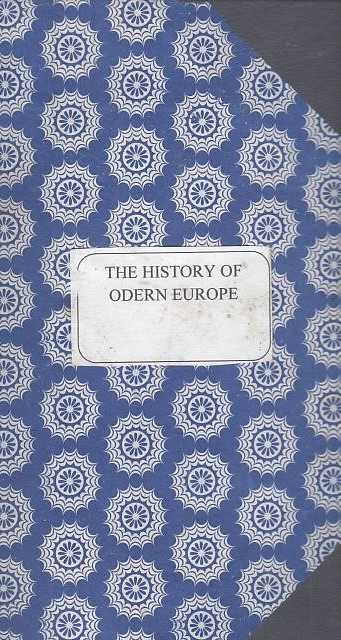 THE HISTORY OF
ODERN EUROPE